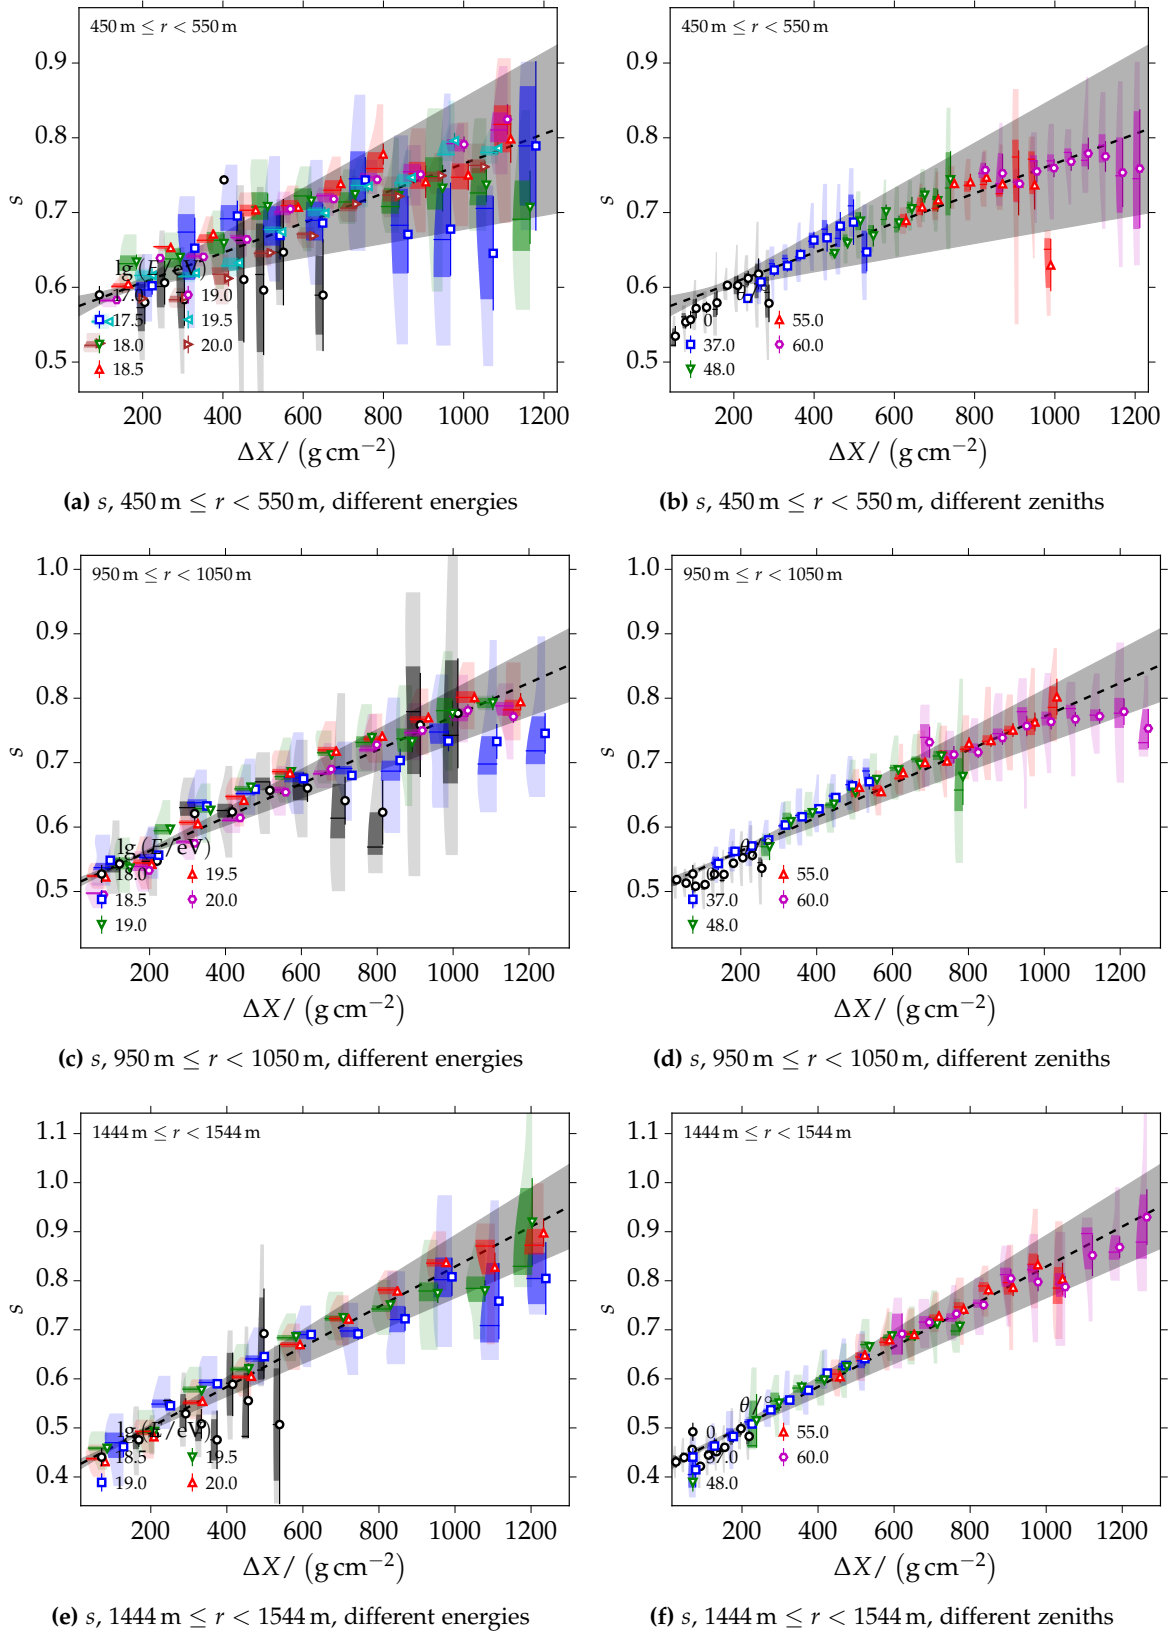 450 m ≤ r < 550 m
s
0.9
0.8
0.7
0.6
0.5
lg (E/eV)
17.0
17.5
18.0
18.5
19.0
19.5
20.0
200 400 600 800 1000 1200
ΔX/ (g cm−2)
(a) s, 450 m ≤ r < 550 m, different energies
450 m ≤ r < 550 m
s
0.9
0.8
0.7
0.6
0.5
θ/°
0
37.0
48.0
55.0
60.0
200 400 600 800 1000 1200
ΔX/ (g cm−2)
(b) s, 450 m ≤ r < 550 m, different zeniths
950 m ≤ r < 1050 m
s
1.0
0.9
0.8
0.7
0.6
0.5
lg (E/eV)
18.0
18.5
19.0
19.5
20.0
200 400 600 800 1000 1200
ΔX/ (g cm−2)
(c) s, 950 m ≤ r < 1050 m, different energies
950 m ≤ r < 1050 m
s
1.0
0.9
0.8
0.7
0.6
0.5
θ/°
0
37.0
48.0
55.0
60.0
200 400 600 800 1000 1200
ΔX/ (g cm−2)
(d) s, 950 m ≤ r < 1050 m, different zeniths
1444 m ≤ r < 1544 m
s
1.1
1.0
0.9
0.8
0.7
0.6
0.5
0.4
lg (E/eV)
18.5
19.0
19.5
20.0
200 400 600 800 1000 1200
ΔX/ (g cm−2)
(e) s, 1444 m ≤ r < 1544 m, different energies
1444 m ≤ r < 1544 m
s
1.1
1.0
0.9
0.8
0.7
0.6
0.5
0.4
θ/°
0
37.0
48.0
55.0
60.0
200 400 600 800 1000 1200
ΔX/ (g cm−2)
(f) s, 1444 m ≤ r < 1544 m, different zeniths